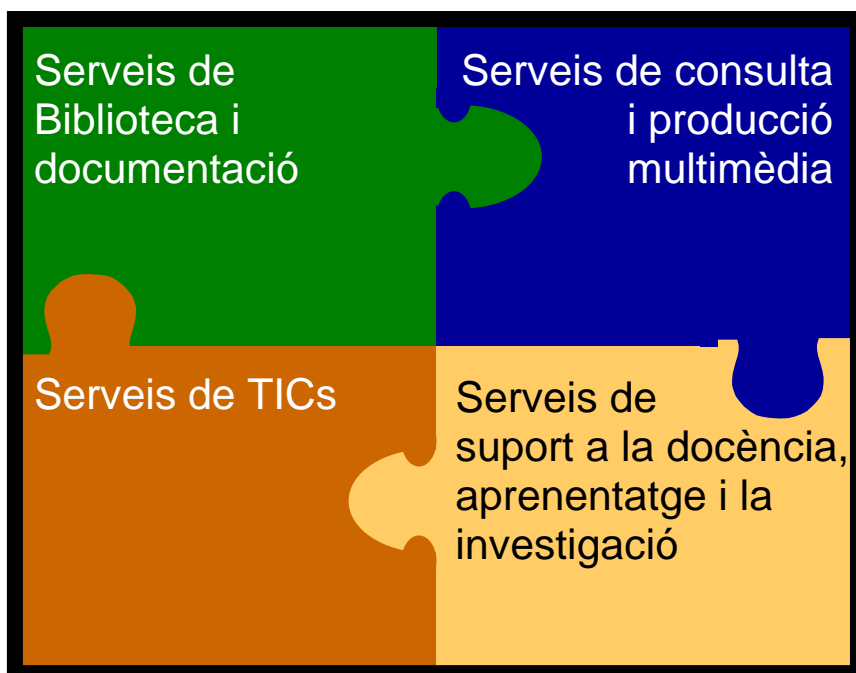 Serveis de
Biblioteca i
documentació
Serveis de consulta
i producció
multimèdia
Serveis de TICs
Serveis de
suport a la docència,
aprenentatge i la
investigació